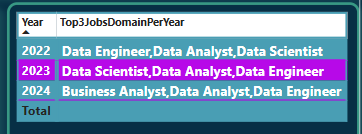 Year Top3JobsDomainPerYear
2022 Data Engineer,Data Analyst,Data Scientist
2023 Data Scientist,Data Analyst,Data Engineer
2024 Business Analyst,Data Analyst,Data Engineer
Total